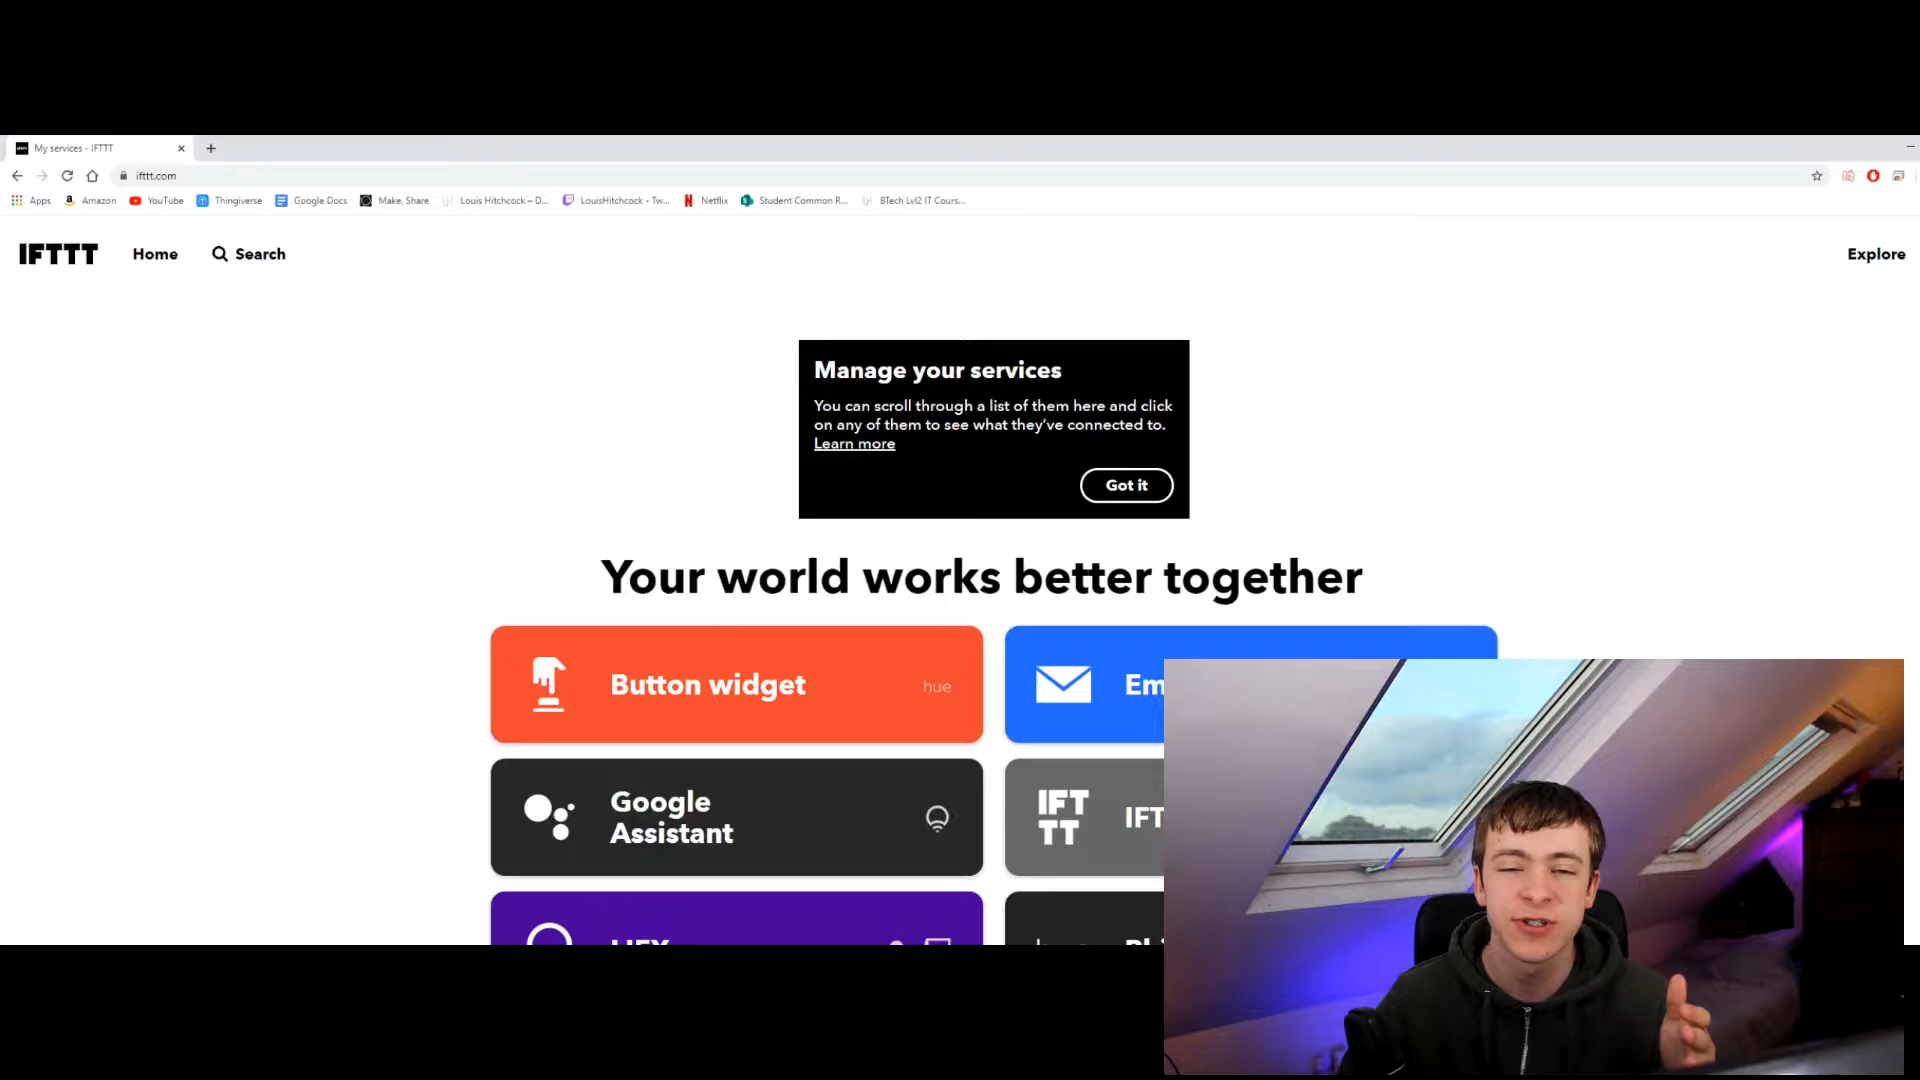 My services - IFTTT
ifttt.com
Apps Amazon YouTube Thingiverse Google Docs Make, Share Louis Hitchcock – D... LouisHitchcock - Tw... Netflix Student Common R... BTech Lvl2 IT Cours...
IFTTT Home Search Explore
Manage your services
You can scroll through a list of them here and click
on any of them to see what they've connected to.
Learn more
Got it
Your world works better together
Button widget hue
Em
Google
Assistant
IFT
TT
IFT